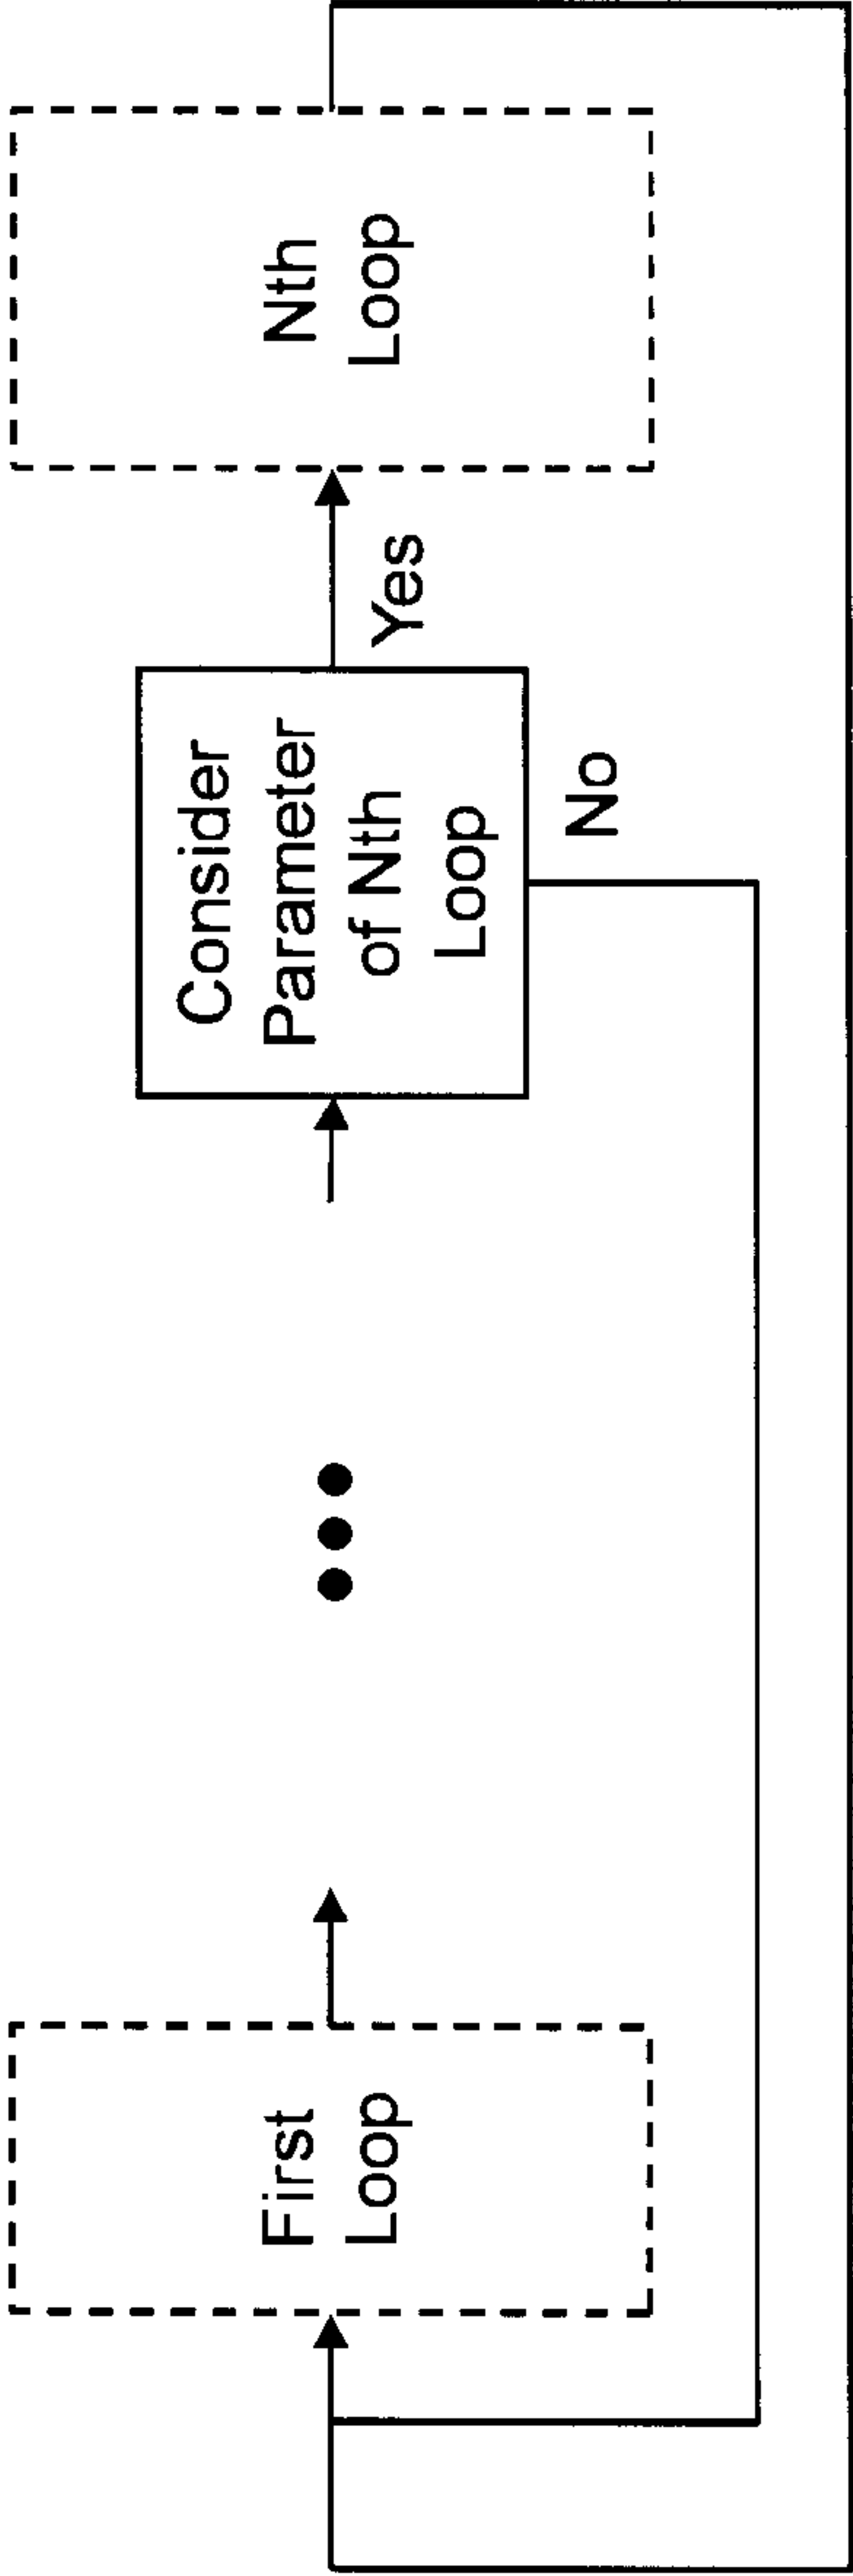 First
Loop
Consider
Parameter
of Nth
Loop
Yes
No
Nth
Loop